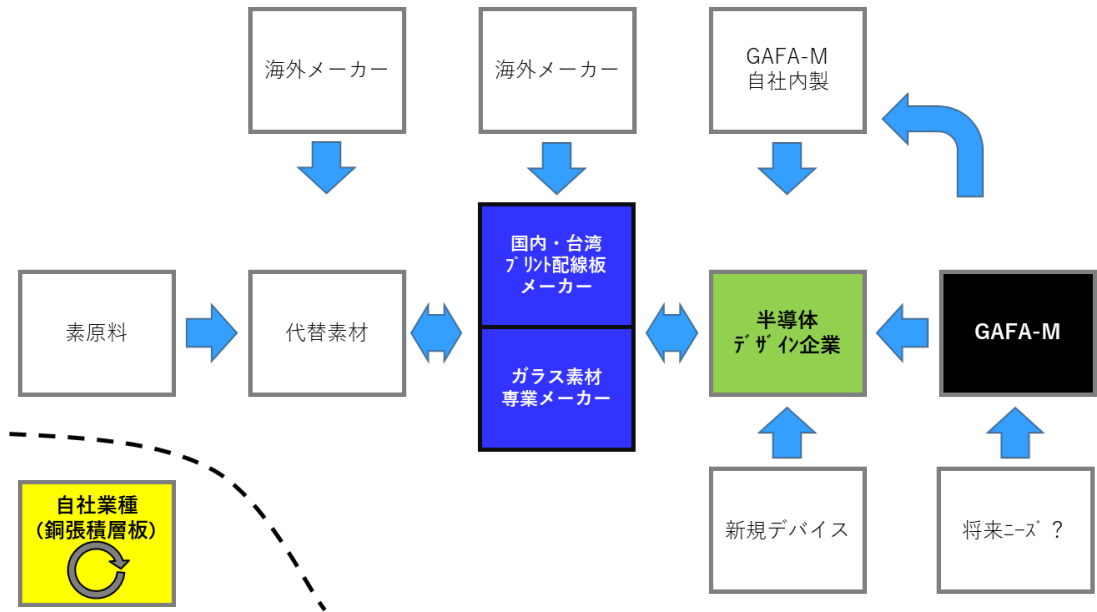 海外メーカー
海外メーカー
GAFA-M
自社内製
国内・台湾
プリント配線板
メーカー
素原料
代替素材
半導体
デザイン企業
GAFA-M
ガラス素材
専業メーカー
自社業種
(銅張積層板)
新規デバイス
将来ニーズ?